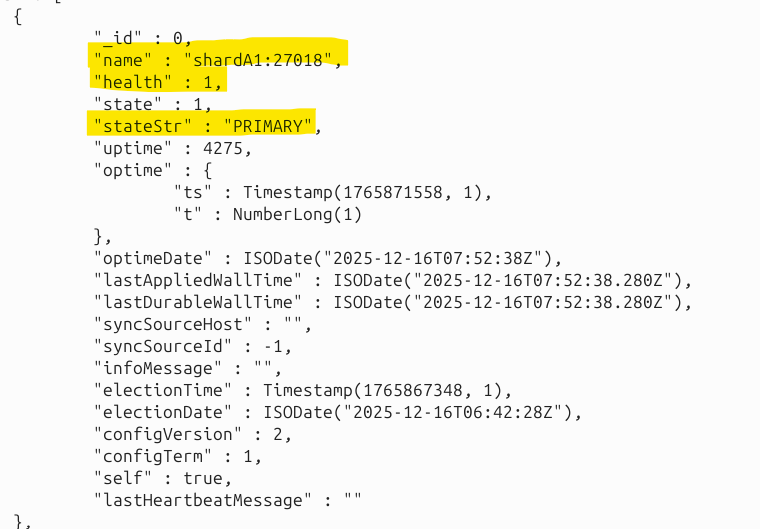 {
"_id" : 0,
"name" : "shardA1:27018",
"health" : 1,
"state" : 1,
"stateStr" : "PRIMARY",
"uptime" : 4275,
"optime" : {
"ts" : Timestamp(1765871558, 1),
"t" : NumberLong(1)
},
"optimeDate" : ISODate("2025-12-16T07:52:38Z"),
"lastAppliedWallTime" : ISODate("2025-12-16T07:52:38.280Z"),
"lastDurableWallTime" : ISODate("2025-12-16T07:52:38.280Z"),
"syncSourceHost" : "",
"syncSourceId" : -1,
"infoMessage" : "",
"electionTime" : Timestamp(1765867348, 1),
"electionDate" : ISODate("2025-12-16T06:42:28Z"),
"configVersion" : 2,
"configTerm" : 1,
"self" : true,
"lastHeartbeatMessage" : ""
},